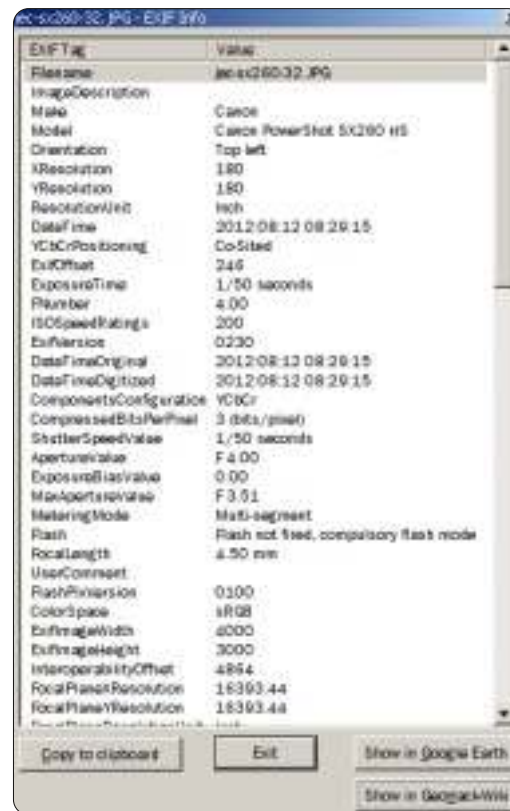 jec-sx260-32.JPG - EXIF Info
EXIF Tag Value
Filename jec-sx260-32.JPG
ImageDescription
Make Canon
Model Canon PowerShot SX260 HS
Orientation Top left
XResolution 180
YResolution 180
ResolutionUnit Inch
DateTime 2012:08:12 08:29:15
YCbCrPositioning Co-Sited
ExifOffset 246
ExposureTime 1/50 seconds
FNumber 4.00
ISOSpeedRatings 200
ExifVersion 0230
DateTimeOriginal 2012:08:12 08:29:15
DateTimeDigitized 2012:08:12 08:29:15
ComponentsConfiguration YCbCr
CompressedBitsPerPixel 3 (bits/pixel)
ShutterSpeedValue 1/50 seconds
ApertureValue F 4.00
ExposureBiasValue 0.00
MaxApertureValue F 3.51
MeteringMode Multi-segment
Flash Flash not fired, compulsory flash mode
FocalLength 4.50 mm
UserComment
FlashPixVersion 0100
ColorSpace sRGB
ExifImageWidth 4000
ExifImageHeight 3000
InteroperabilityOffset 4864
FocalPlaneXResolution 16393.44
FocalPlaneYResolution 16393.44
Copy to clipboard Exit Show in Google Earth
Show in Geohack-Wiki